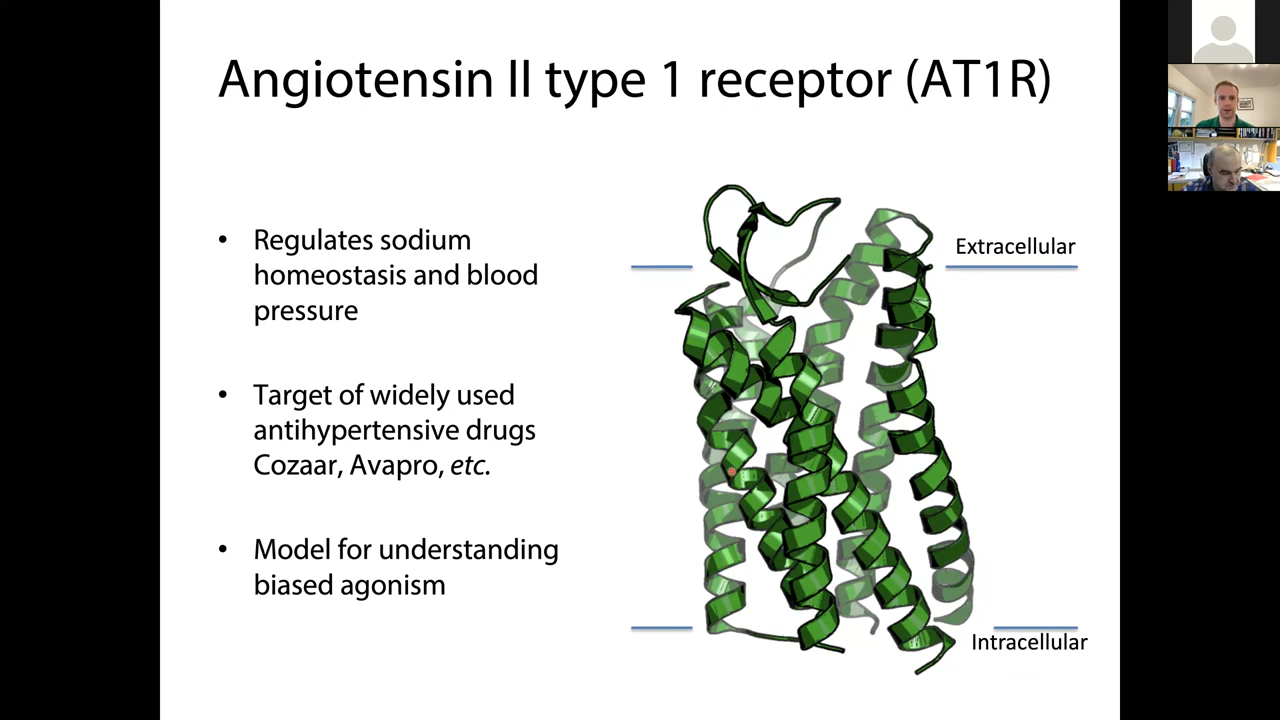 Angiotensin II type 1 receptor (AT1R)
• Regulates sodium
homeostasis and blood
pressure
• Target of widely used
antihypertensive drugs
Cozaar, Avapro, etc.
• Model for understanding
biased agonism
Extracellular
Intracellular